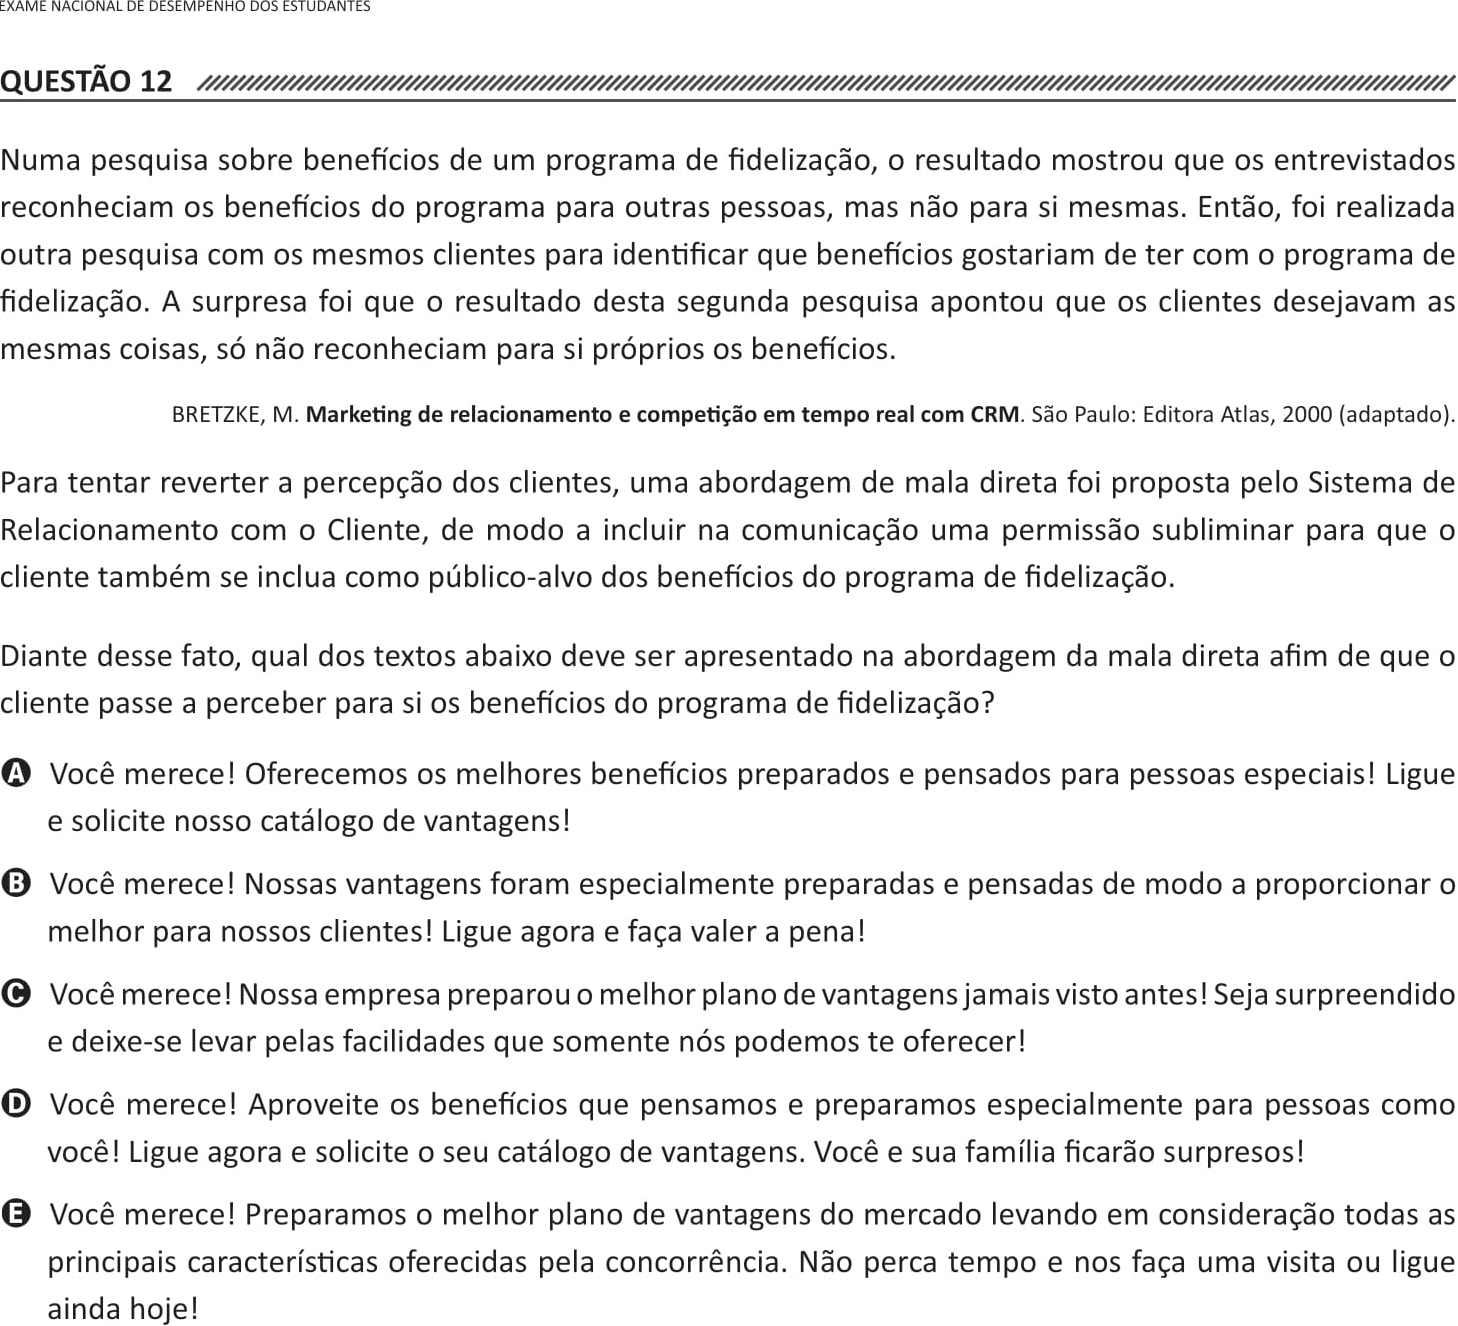 EXAME NACIONAL DE DESEMPENHO DOS ESTUDANTES
QUESTÃO 12
Numa pesquisa sobre benefícios de um programa de fidelização, o resultado mostrou que os entrevistados
reconheciam os benefícios do programa para outras pessoas, mas não para si mesmas. Então, foi realizada
outra pesquisa com os mesmos clientes para identificar que benefícios gostariam de ter com o programa de
fidelização. A surpresa foi que o resultado desta segunda pesquisa apontou que os clientes desejavam as
mesmas coisas, só não reconheciam para si próprios os benefícios.
BRETZKE, M. Marketing de relacionamento e competição em tempo real com CRM. São Paulo: Editora Atlas, 2000 (adaptado).
Para tentar reverter a percepção dos clientes, uma abordagem de mala direta foi proposta pelo Sistema de
Relacionamento com o Cliente, de modo a incluir na comunicação uma permissão subliminar para que o
cliente também se inclua como público-alvo dos benefícios do programa de fidelização.
Diante desse fato, qual dos textos abaixo deve ser apresentado na abordagem da mala direta afim de que o
cliente passe a perceber para si os benefícios do programa de fidelização?
A Você merece! Oferecemos os melhores benefícios preparados e pensados para pessoas especiais! Ligue
e solicite nosso catálogo de vantagens!
B Você merece! Nossas vantagens foram especialmente preparadas e pensadas de modo a proporcionar o
melhor para nossos clientes! Ligue agora e faça valer a pena!
C Você merece! Nossa empresa preparou o melhor plano de vantagens jamais visto antes! Seja surpreendido
e deixe-se levar pelas facilidades que somente nós podemos te oferecer!
D Você merece! Aproveite os benefícios que pensamos e preparamos especialmente para pessoas como
você! Ligue agora e solicite o seu catálogo de vantagens. Você e sua família ficarão surpresos!
E Você merece! Preparamos o melhor plano de vantagens do mercado levando em consideração todas as
principais características oferecidas pela concorrência. Não perca tempo e nos faça uma visita ou ligue
ainda hoje!